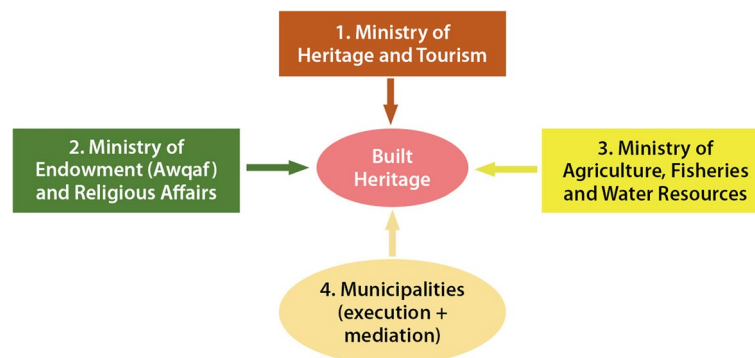 1. Ministry of
Heritage and Tourism
2. Ministry of
Endowment (Awqaf)
and Religious Affairs
Built
Heritage
3. Ministry of
Agriculture, Fisheries
and Water Resources
4. Municipalities
(execution +
mediation)